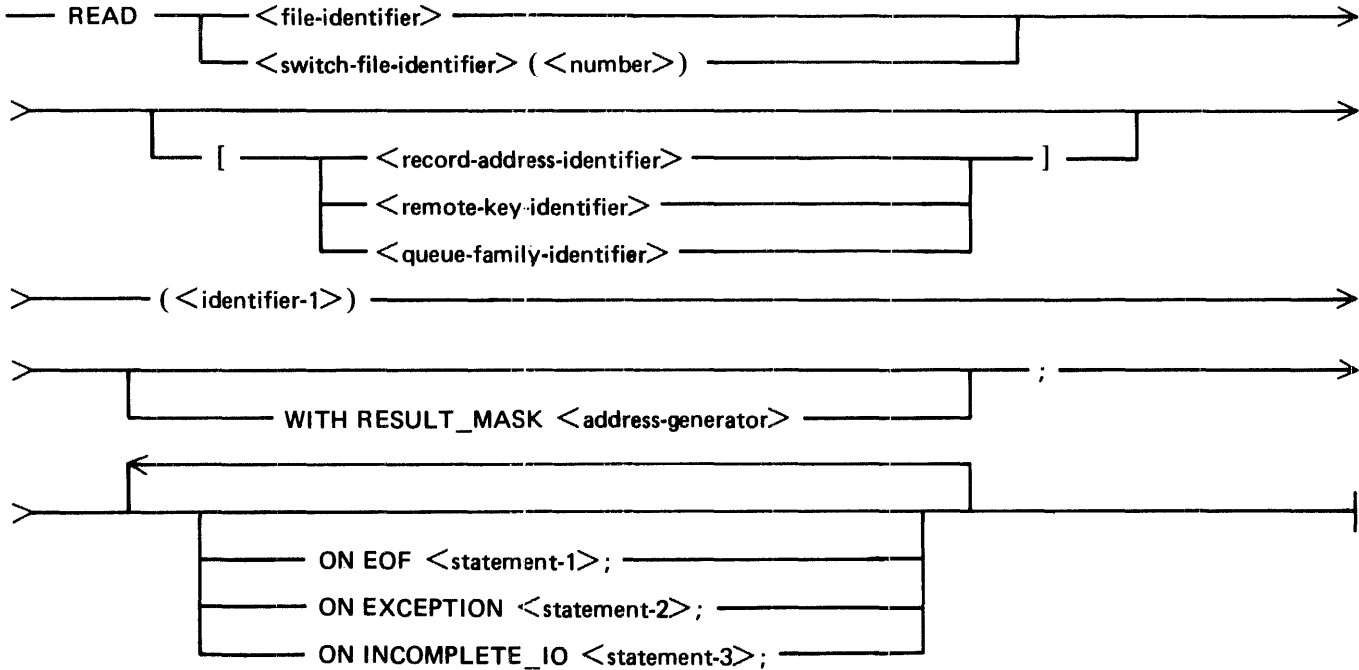 READ <file-identifier>
<switch-file-identifier> (<number>)
[ <record-address-identifier> ]
<remote-key-identifier>
<queue-family-identifier>
(<identifier-1>)
;
WITH RESULT_MASK <address-generator>
ON EOF <statement-1>;
ON EXCEPTION <statement-2>;
ON INCOMPLETE_IO <statement-3>;